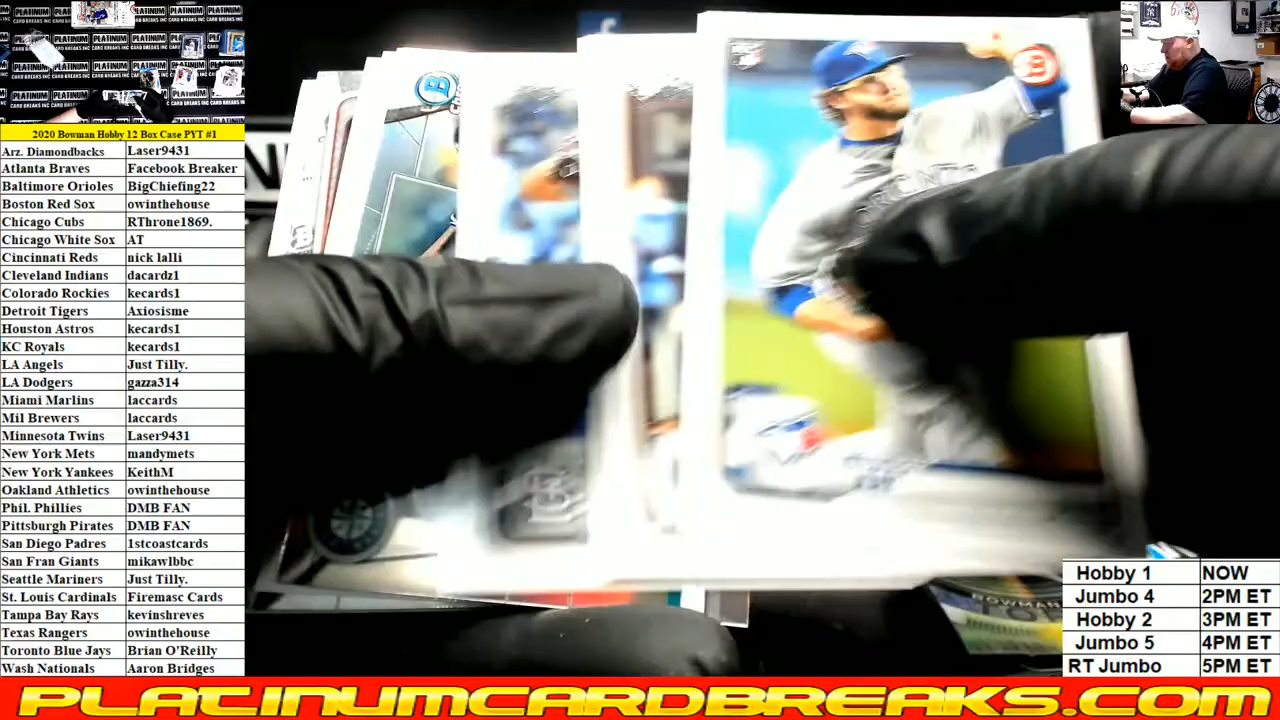 2020 Bowman Hobby 12 Box Case PYT #1
Arz. Diamondbacks Laser9431
Atlanta Braves Facebook Breaker
Baltimore Orioles BigChiefing22
Boston Red Sox owinthehouse
Chicago Cubs RThrone1869.
Chicago White Sox AT
Cincinnati Reds nick lalli
Cleveland Indians dacardz1
Colorado Rockies kecards1
Detroit Tigers Axiosisme
Houston Astros kecards1
KC Royals kecards1
LA Angels Just Tilly.
LA Dodgers gazza314
Miami Marlins laccards
Mil Brewers laccards
Minnesota Twins Laser9431
New York Mets mandymets
New York Yankees KeithM
Oakland Athletics owinthehouse
Phil. Phillies DMB FAN
Pittsburgh Pirates DMB FAN
San Diego Padres 1stcoastcards
San Fran Giants mikawlbbc
Seattle Mariners Just Tilly.
St. Louis Cardinals Firemasc Cards
Tampa Bay Rays kevinshreves
Texas Rangers owinthehouse
Toronto Blue Jays Brian O'Reilly
Wash Nationals Aaron Bridges
Hobby 1 NOW
Jumbo 4 2PM ET
Hobby 2 3PM ET
Jumbo 5 4PM ET
RT Jumbo 5PM ET
PLATINUMCARDBREAKS.COM
PLATINUM
CARD BREAKS INC
BOWMAN
B
B